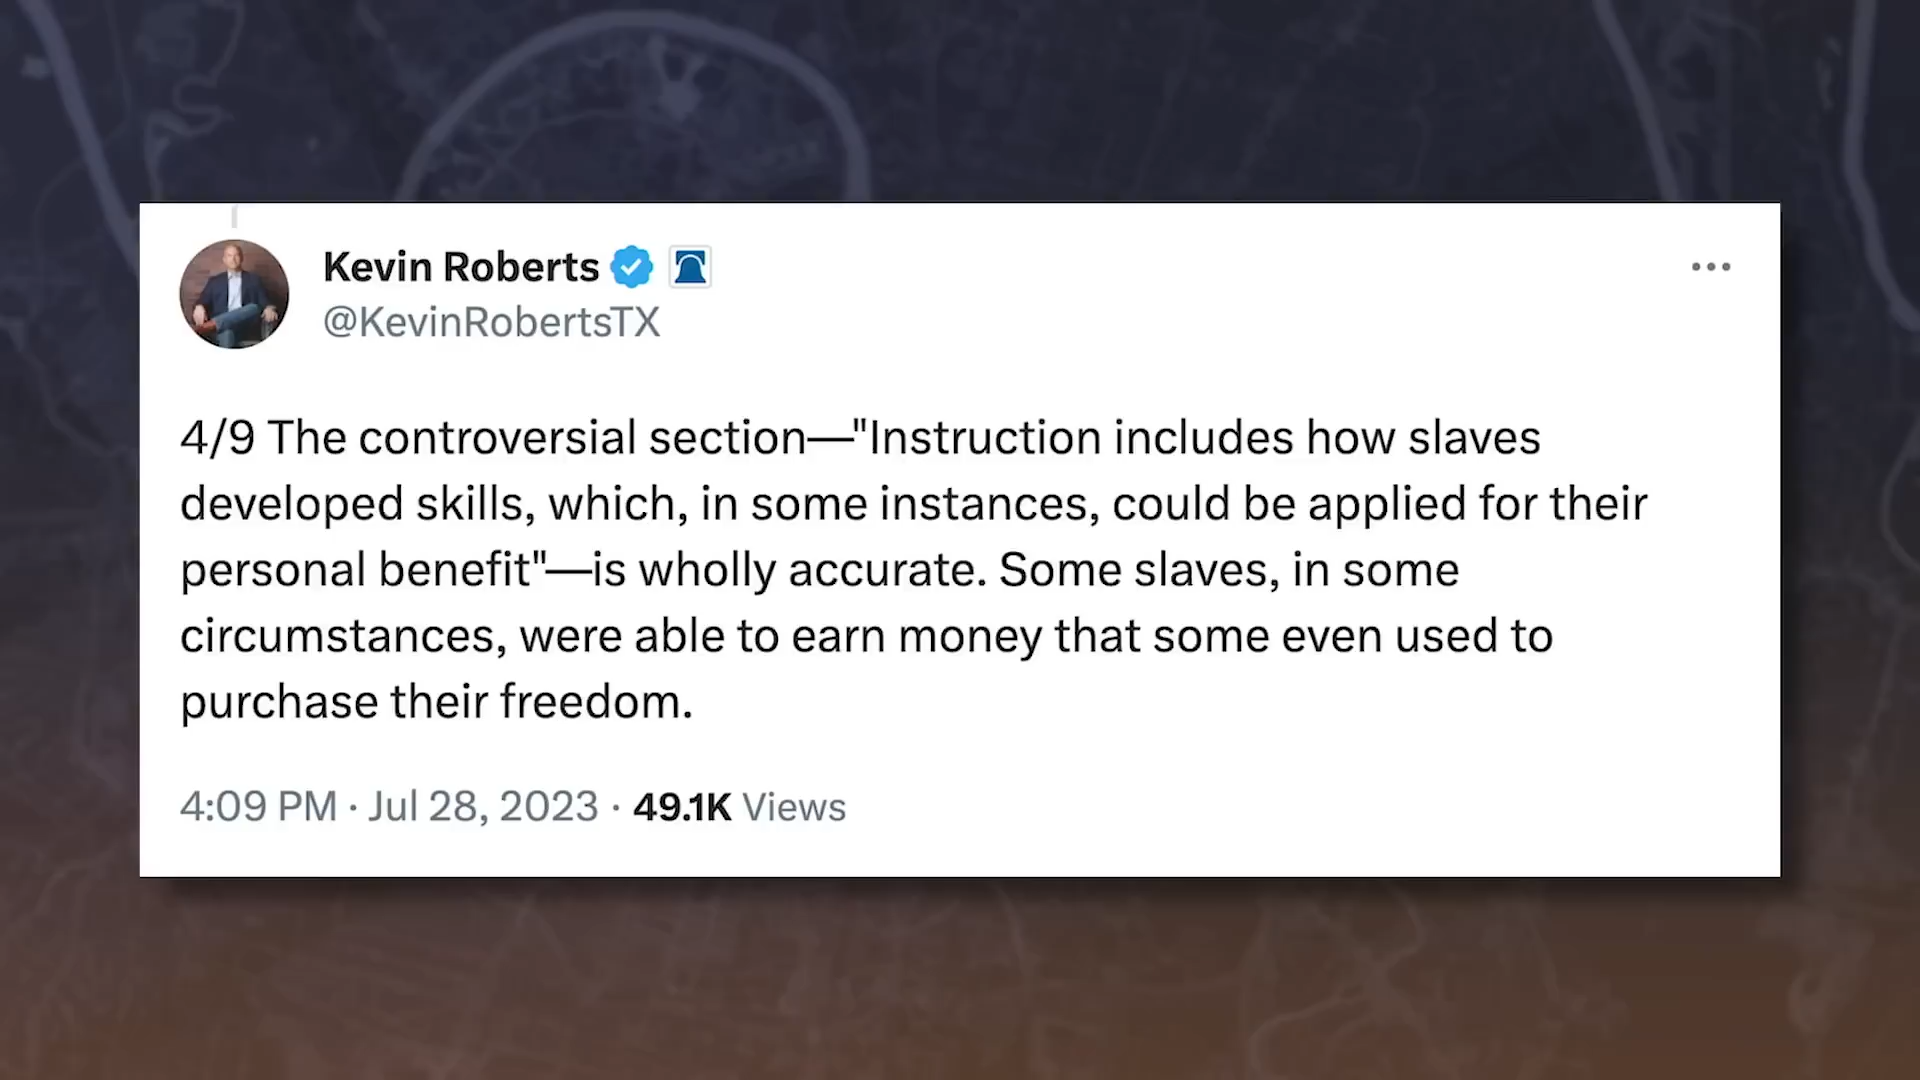 Kevin Roberts
@KevinRobertsTX
4/9 The controversial section—"Instruction includes how slaves
developed skills, which, in some instances, could be applied for their
personal benefit"—is wholly accurate. Some slaves, in some
circumstances, were able to earn money that some even used to
purchase their freedom.
4:09 PM · Jul 28, 2023 · 49.1K Views